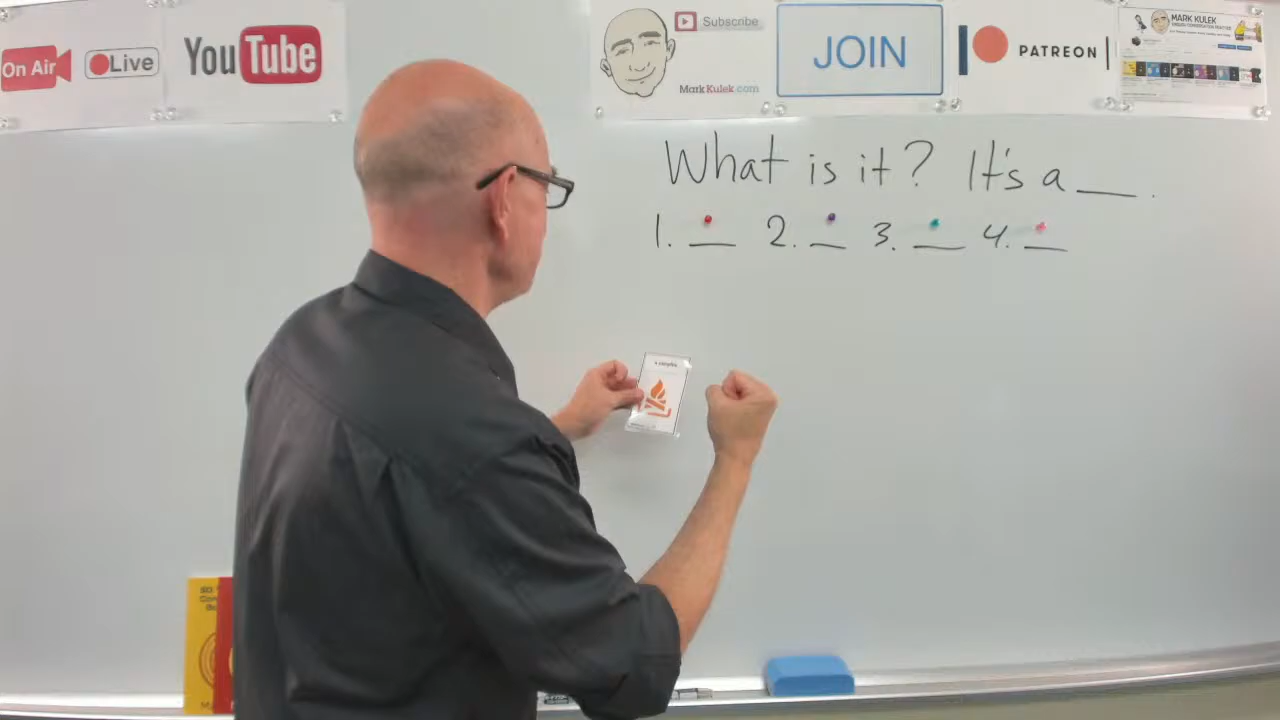 On Air
Live
YouTube
Subscribe
MarkKulek.com
JOIN
PATREON
MARK KULEK
What is it? It's a ___.
1. ___ 2. ___ 3. ___ 4. ___
a campfire